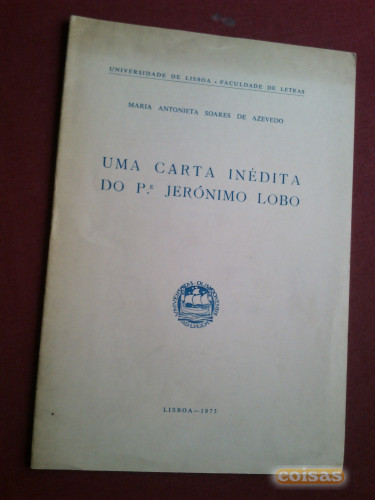 UNIVERSIDADE DE LISBOA • FACULDADE DE LETRAS
MARIA ANTONIETA SOARES DE AZEVEDO
UMA CARTA INÉDITA
DO P.E JERÓNIMO LOBO
LISBOA—1973
coisas